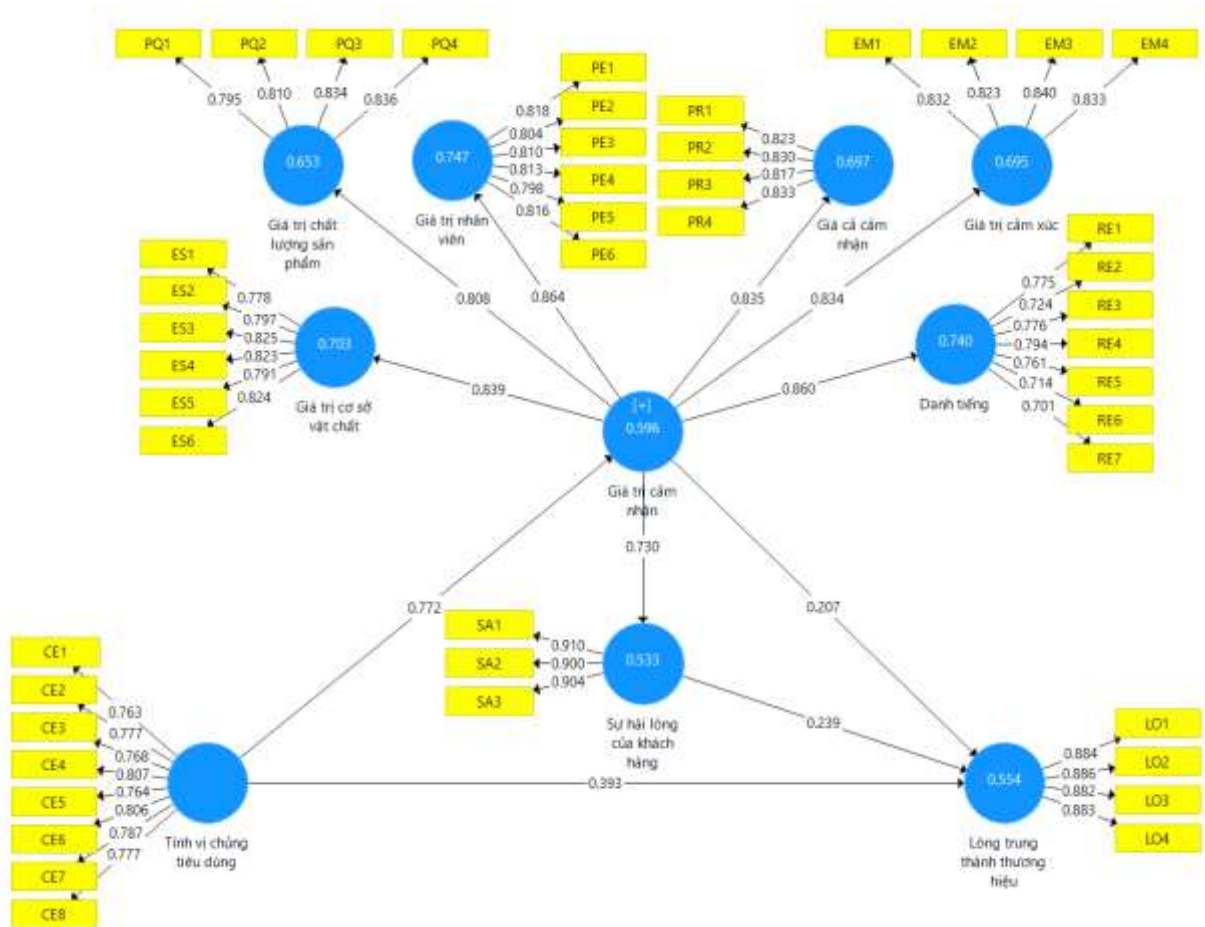 PQ1
PQ2
PQ3
PQ4
0.795
0.810
0.834
0.836
0.653
Giá trị chất
lượng sản
phẩm
PE1
PE2
PE3
PE4
PE5
PE6
0.818
0.804
0.810
0.813
0.798
0.816
0.747
Giá trị nhân
viên
PR1
PR2
PR3
PR4
0.823
0.830
0.817
0.833
0.697
Giá cả cảm
nhận
EM1
EM2
EM3
EM4
0.832
0.823
0.840
0.833
0.695
Giá trị cảm xúc
ES1
ES2
ES3
ES4
ES5
ES6
0.778
0.797
0.825
0.823
0.791
0.824
0.703
Giá trị cơ sở
vật chất
RE1
RE2
RE3
RE4
RE5
RE6
RE7
0.775
0.724
0.776
0.794
0.761
0.714
0.701
0.740
Danh tiếng
0.808
0.864
0.835
0.834
0.839
0.860
[+]
0.596
Giá trị cảm
nhận
0.772
0.730
0.207
SA1
SA2
SA3
0.910
0.900
0.904
0.533
Sự hài lòng
của khách
hàng
0.239
CE1
CE2
CE3
CE4
CE5
CE6
CE7
CE8
0.763
0.777
0.768
0.807
0.764
0.806
0.787
0.777
Tính vị chủng
tiêu dùng
0.393
0.554
Lòng trung
thành thương
hiệu
0.884
0.886
0.882
0.883
LO1
LO2
LO3
LO4